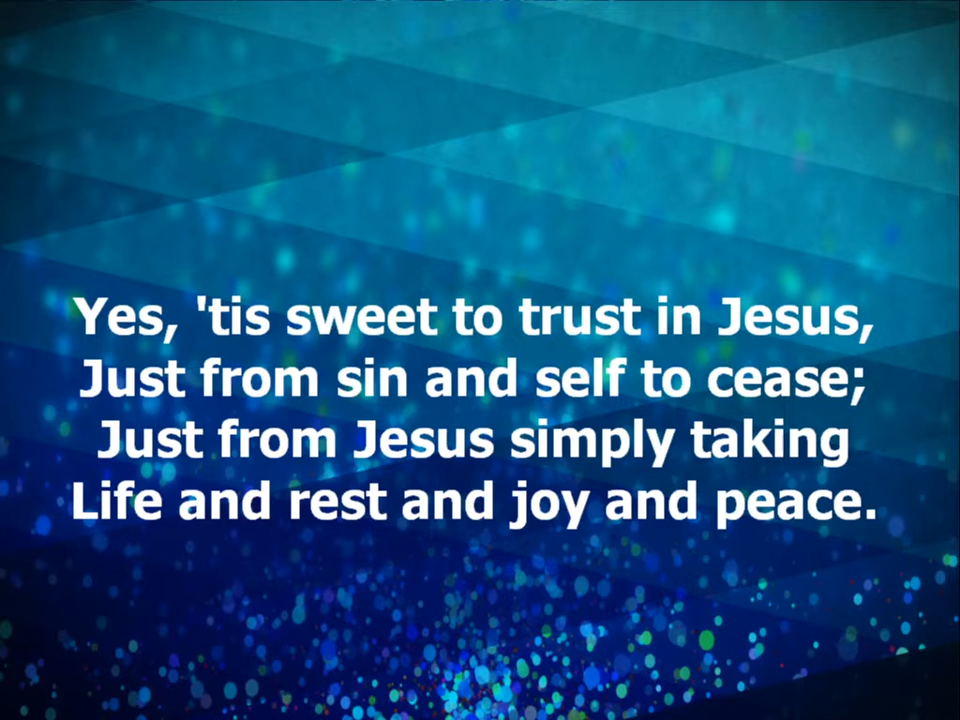 Yes, 'tis sweet to trust in Jesus,
Just from sin and self to cease;
Just from Jesus simply taking
Life and rest and joy and peace.